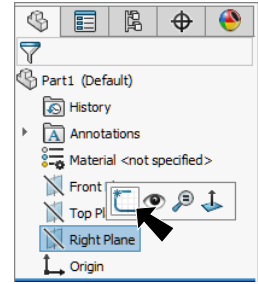 Part1 (Default)
History
Annotations
Material <not specified>
Front
Top Pl
Right Plane
Origin